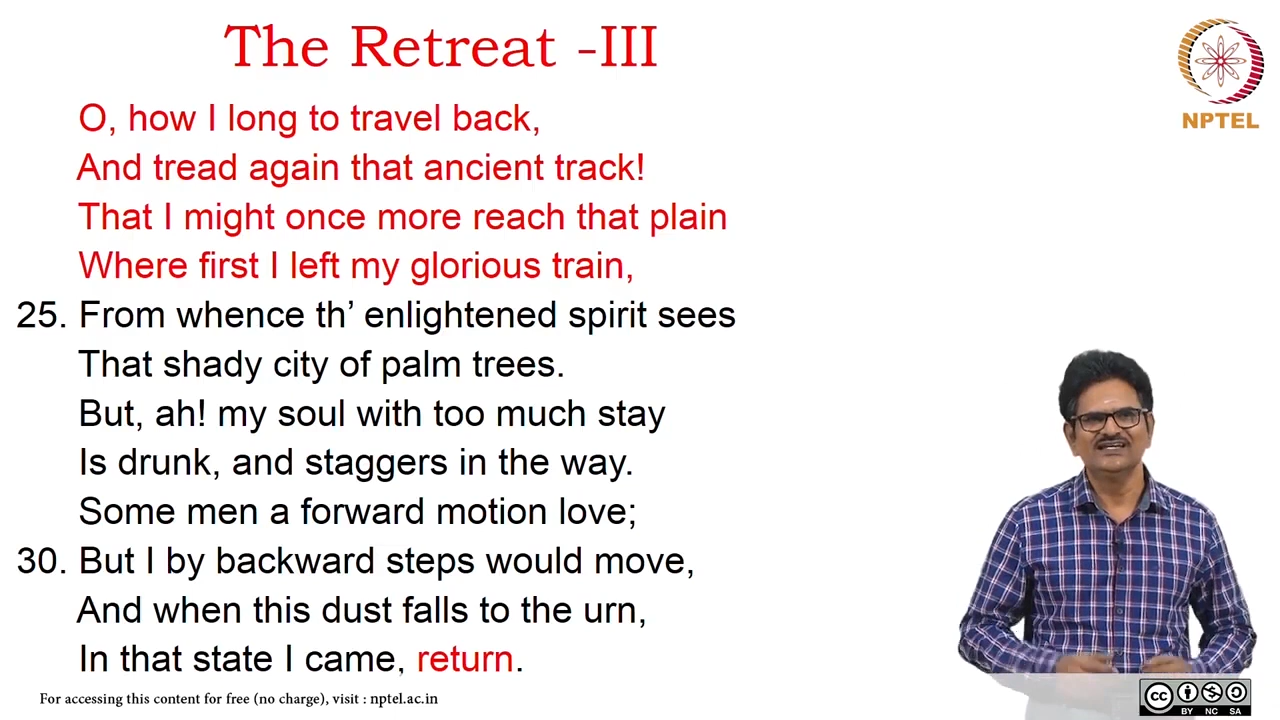 The Retreat -III
NPTEL
O, how I long to travel back,
And tread again that ancient track!
That I might once more reach that plain
Where first I left my glorious train,
25. From whence th’ enlightened spirit sees
That shady city of palm trees.
But, ah! my soul with too much stay
Is drunk, and staggers in the way.
Some men a forward motion love;
30. But I by backward steps would move,
And when this dust falls to the urn,
In that state I came, return.
For accessing this content for free (no charge), visit : nptel.ac.in
CC BY NC SA